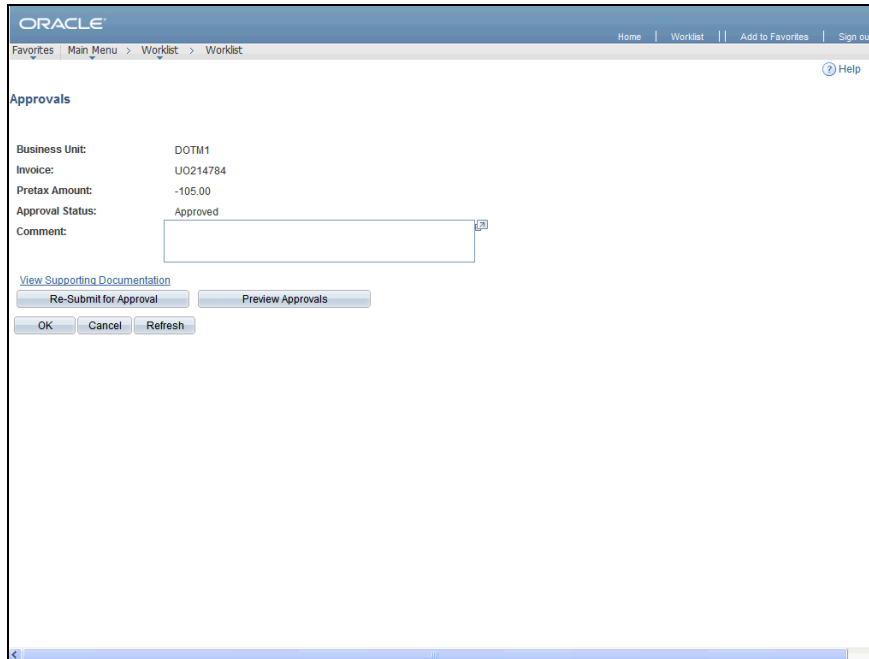 ORACLE
Home | Worklist || Add to Favorites | Sign ou
Favorites Main Menu > Worklist > Worklist
? Help
Approvals
Business Unit: DOTM1
Invoice: UO214784
Pretax Amount: -105.00
Approval Status: Approved
Comment:
View Supporting Documentation
Re-Submit for Approval Preview Approvals
OK Cancel Refresh